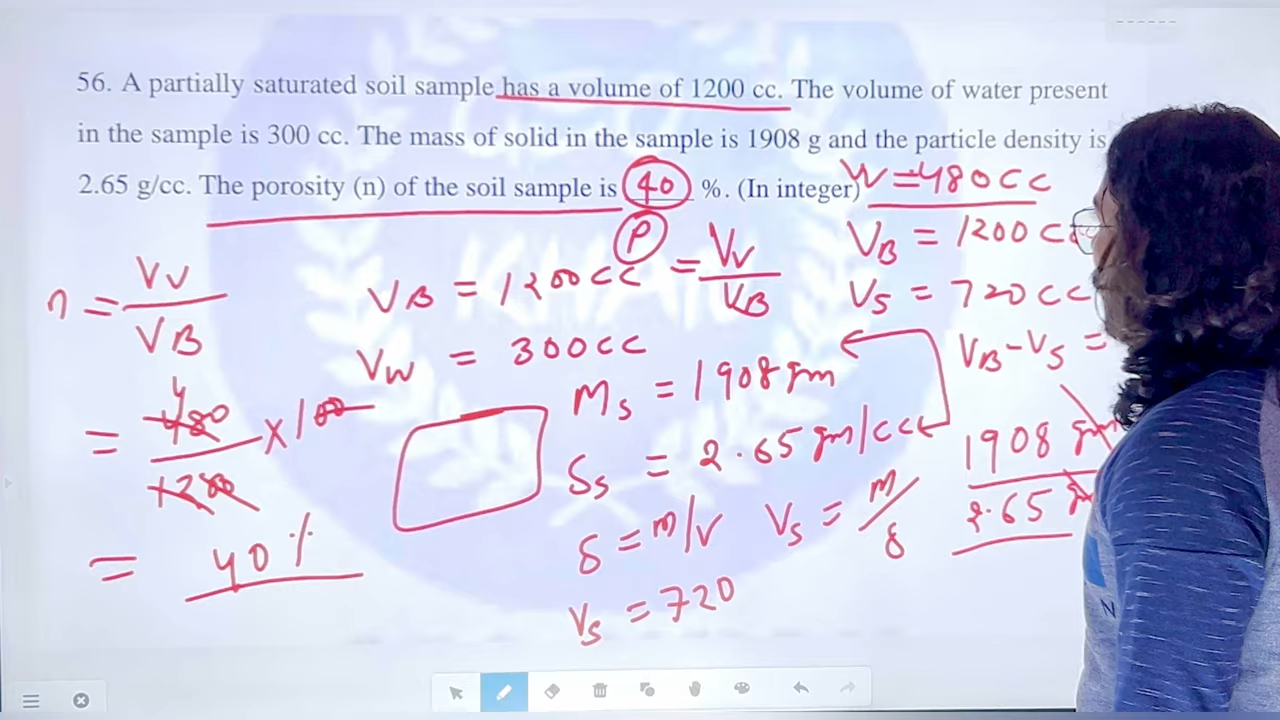 56. A partially saturated soil sample has a volume of 1200 cc. The volume of water present
in the sample is 300 cc. The mass of solid in the sample is 1908 g and the particle density is
2.65 g/cc. The porosity (n) of the soil sample is 40 %. (In integer)
V = 480 cc
P
n = Vv / VB
VB = 1200 cc
= Vv / VB
VB = 1200 c
Vs = 720 cc
VW = 300 cc
VB - Vs =
Ms = 1908 gm
= 480 / 1200 x 100
Ss = 2.65 gm/cc
1908 gm / 2.65 g
δ = m/v
Vs = m / δ
= 40 %
Vs = 720
N